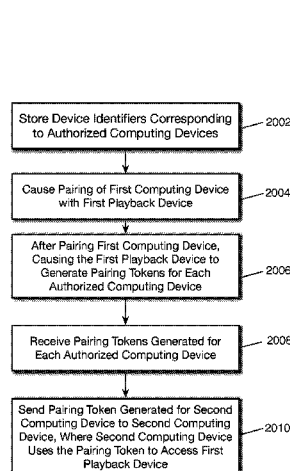 Store Device Identifiers Corresponding
to Authorized Computing Devices
2002
Cause Pairing of First Computing Device
with First Playback Device
2004
After Pairing First Computing Device,
Causing the First Playback Device to
Generate Pairing Tokens for Each
Authorized Computing Device
2006
Receive Pairing Tokens Generated for
Each Authorized Computing Device
2006
Send Pairing Token Generated for Second
Computing Device to Second Computing
Device, Where Second Computing Device
Uses the Pairing Token to Access First
Playback Device
2010